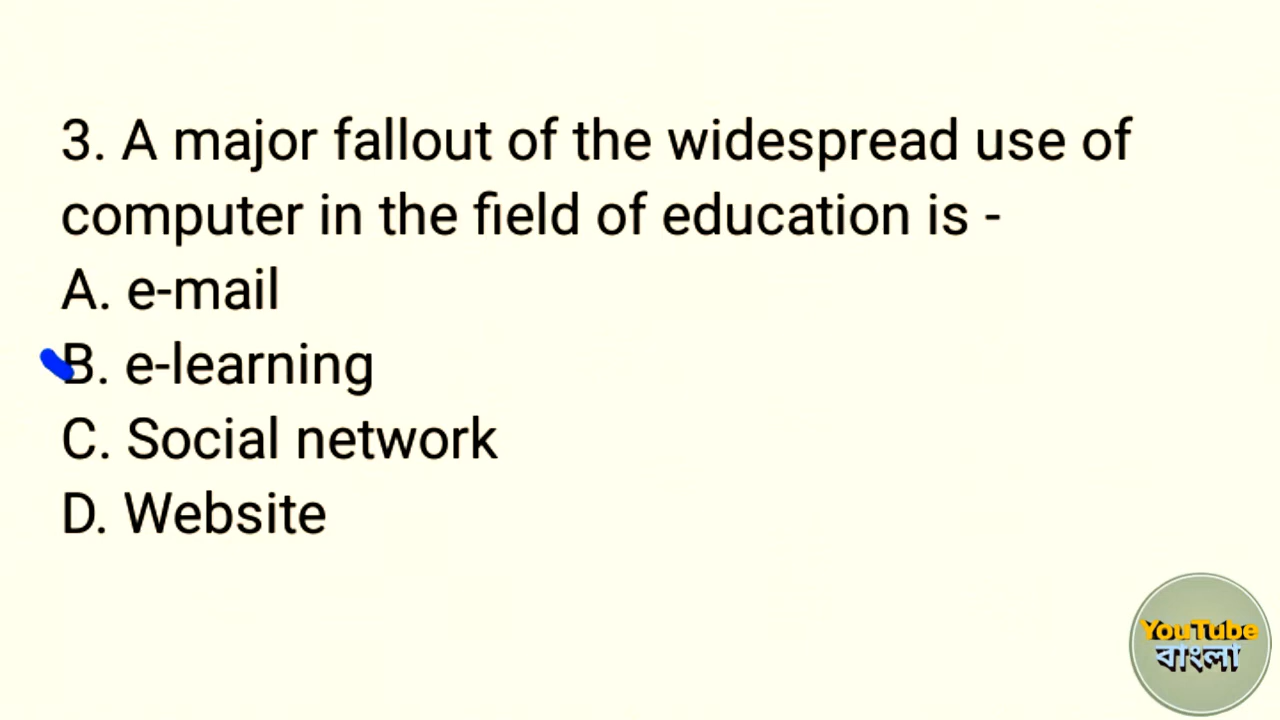 3. A major fallout of the widespread use of
computer in the field of education is -
A. e-mail
B. e-learning
C. Social network
D. Website
YouTube
বাংলা